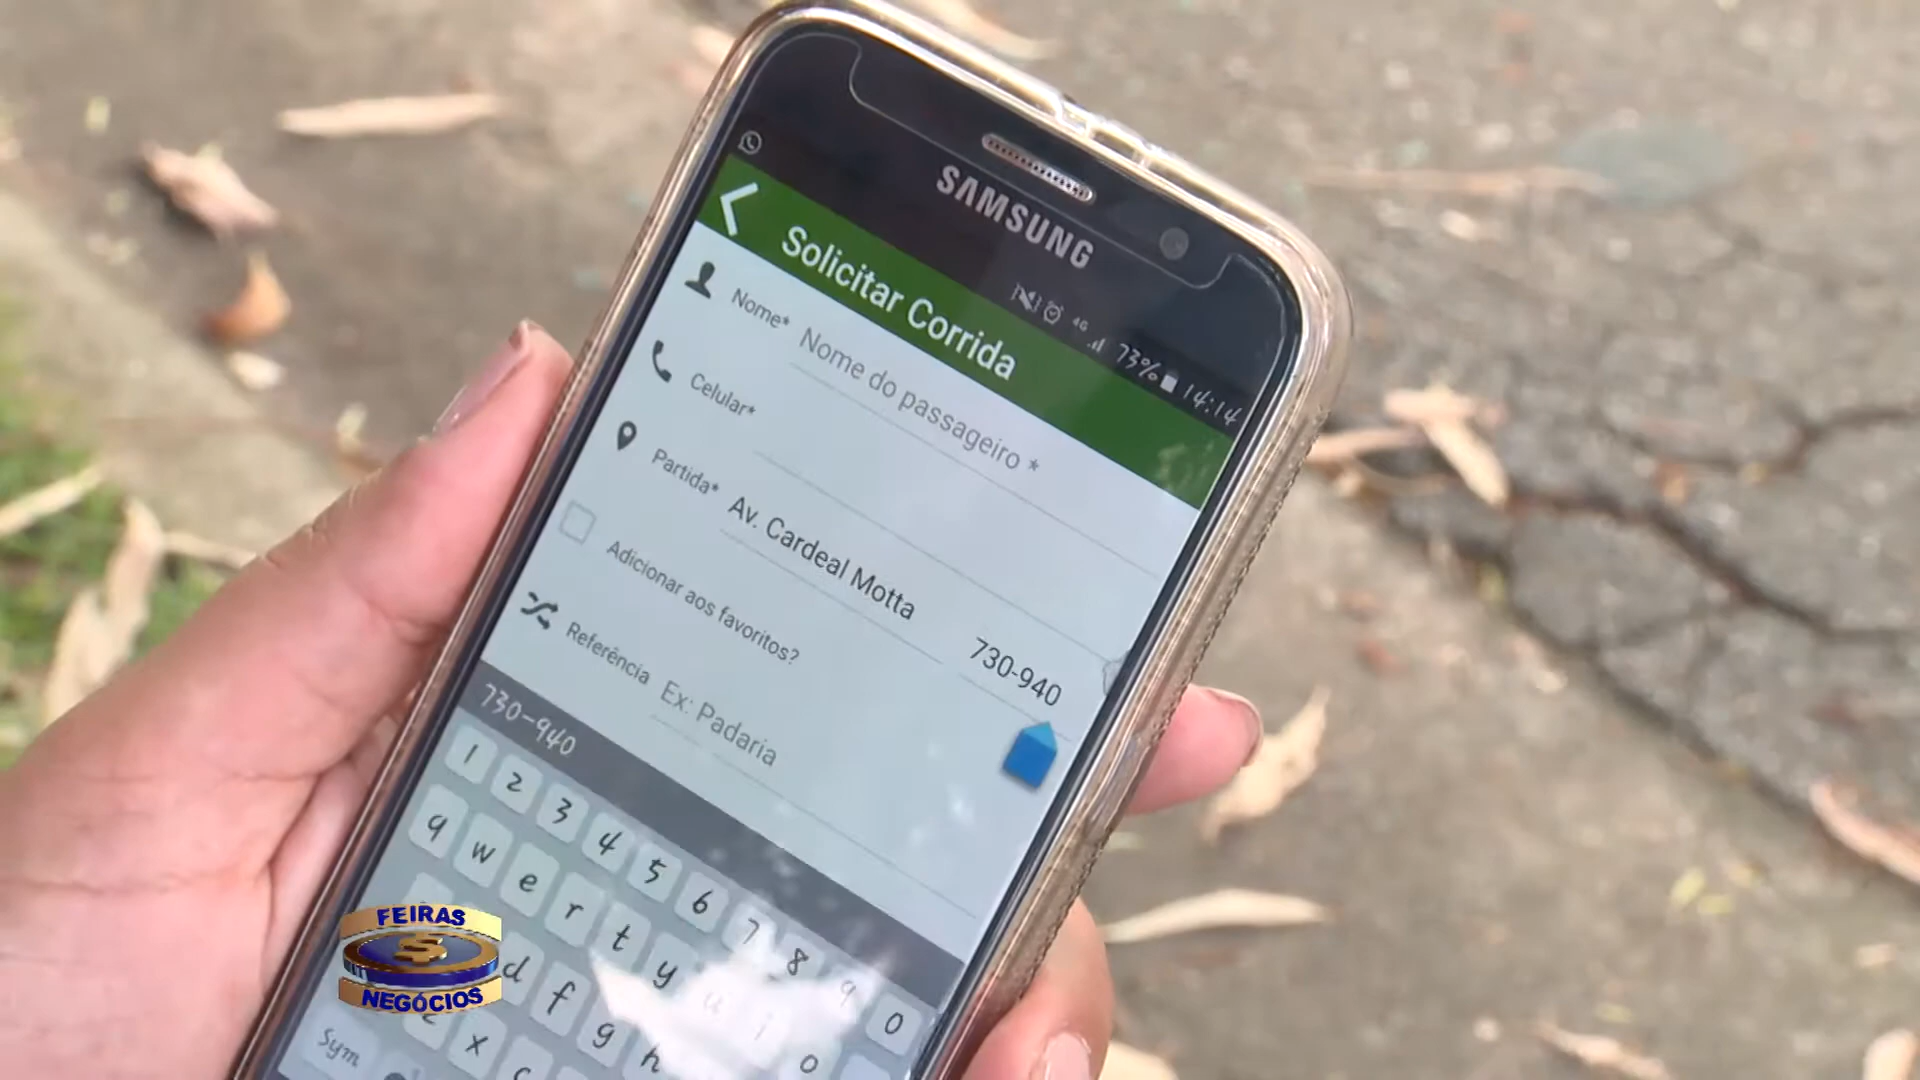 SAMSUNG
4G 73% 14:14
Solicitar Corrida
Nome* Nome do passageiro *
Celular*
Partida* Av. Cardeal Motta 730-940
Adicionar aos favoritos?
Referência Ex: Padaria
730-940
1 2 3 4 5 6 7 8 9 0
q w e r t y u i o
d f g h
Sym x c
FEIRAS
$
NEGÓCIOS